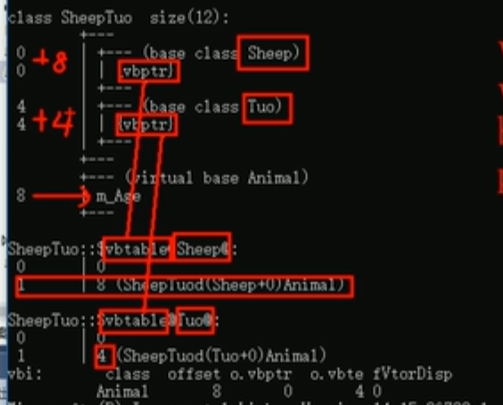 class SheepTuo size(12):
+---
0 +8 | +--- (base class Sheep)
0 | | {vbptr}
| +---
4 | +--- (base class Tuo)
4 +4 | | {vbptr}
| +---
+---
+--- (virtual base Animal)
8 | m_Age
+---
SheepTuo::$vbtable@Sheep@:
0 | 0
1 | 8 (SheepTuod(Sheep+0)Animal)
SheepTuo::$vbtable@Tuo@:
0 | 0
1 | 4 (SheepTuod(Tuo+0)Animal)
vbi: class offset o.vbptr o.vbte fVtorDisp
Animal 8 0 4 0